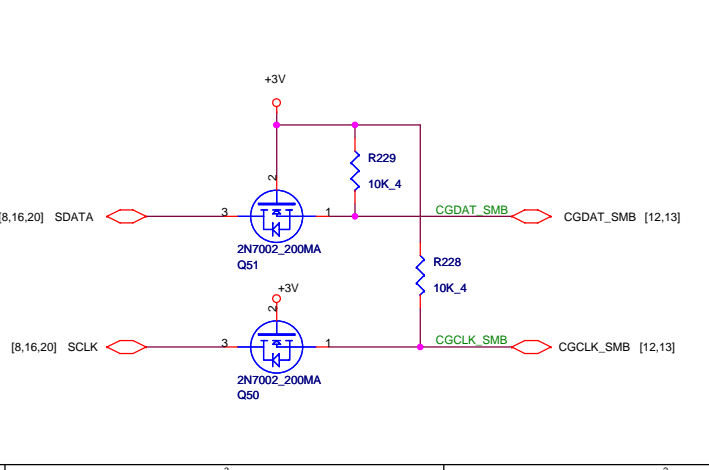 +3V
R229
2
10K_4
[8,16,20] SDATA 3 1 CGDAT_SMB CGDAT_SMB [12,13]
2N7002_200MA
Q51
R228
+3V
10K_4
2
[8,16,20] SCLK 3 1 CGCLK_SMB CGCLK_SMB [12,13]
2N7002_200MA
Q50